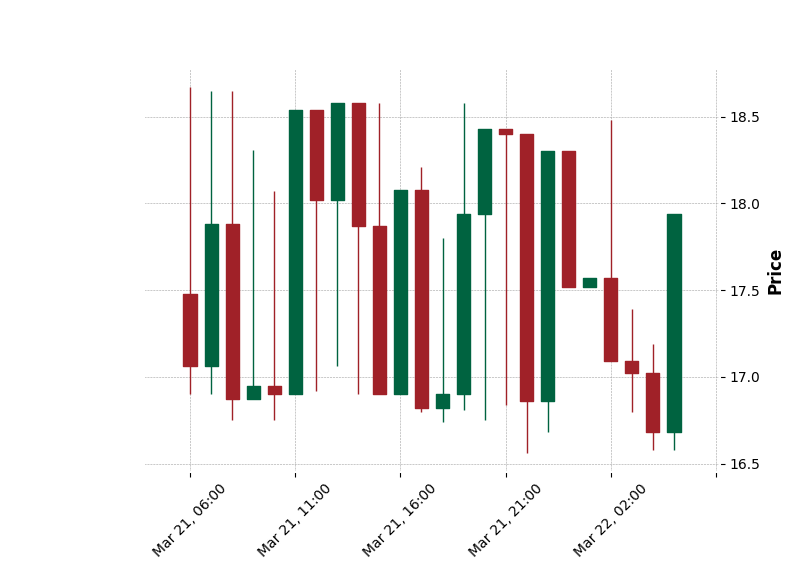 18.5
18.0
17.5
17.0
16.5
Price
Mar 21, 06:00
Mar 21, 11:00
Mar 21, 16:00
Mar 21, 21:00
Mar 22, 02:00